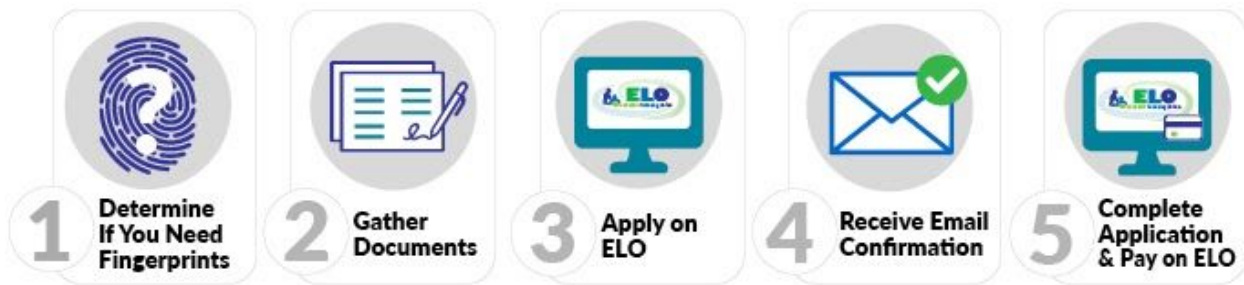 ?
ELO
ELO
1
Determine
If You Need
Fingerprints
2
Gather
Documents
3
Apply on
ELO
4
Receive Email
Confirmation
5
Complete
Application
& Pay on ELO